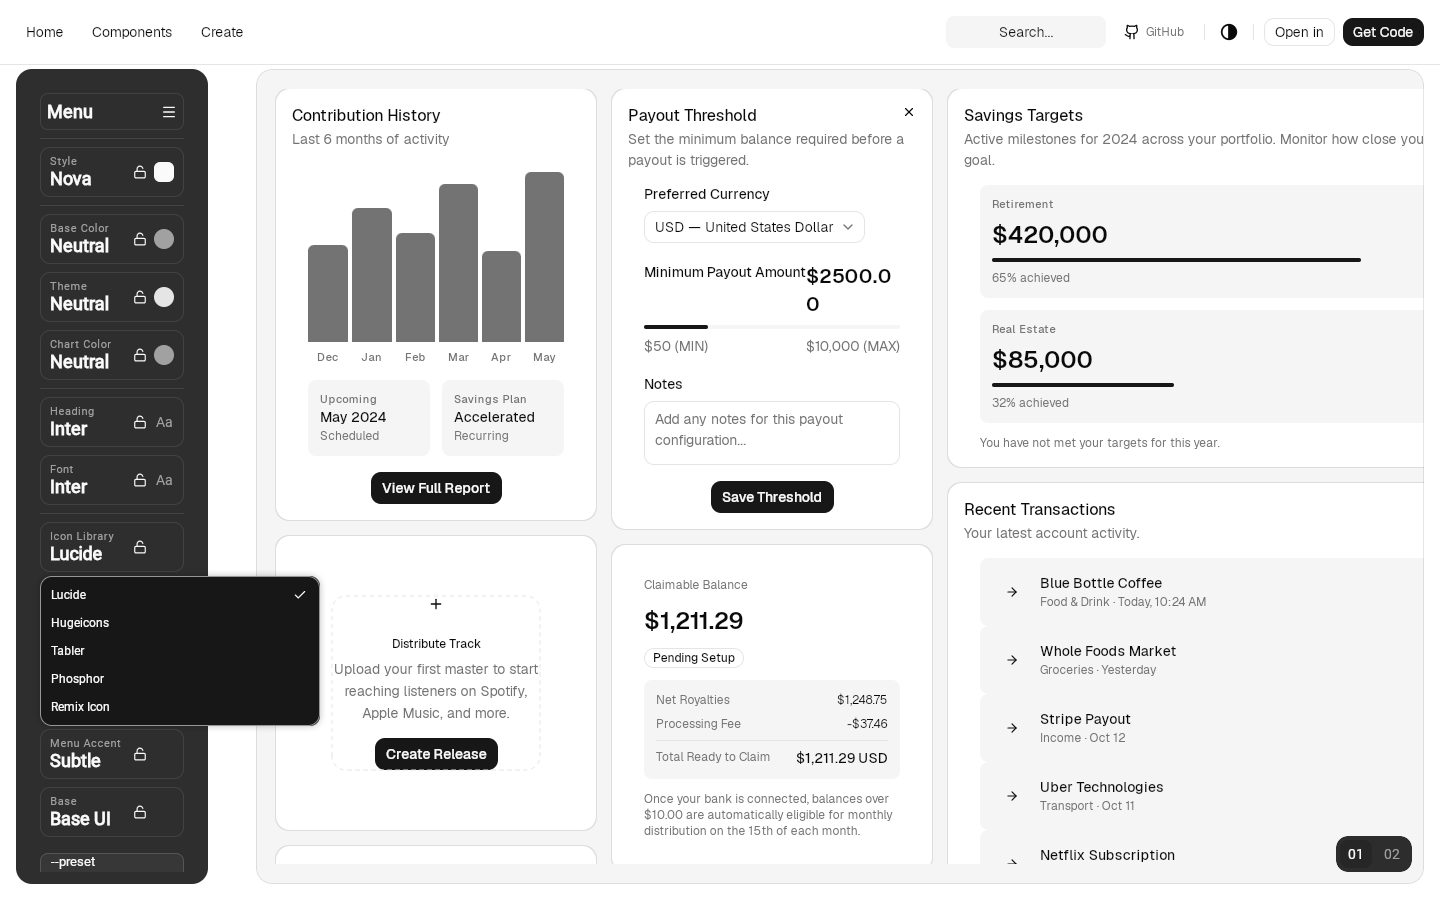 Home
Components
Create
Search...
GitHub
Open in
Get Code
Menu
Style
Nova
Base Color
Neutral
Theme
Neutral
Chart Color
Neutral
Heading
Inter
Aa
Font
Inter
Aa
Icon Library
Lucide
Lucide
Hugeicons
Tabler
Phosphor
Remix Icon
Menu Accent
Subtle
Base
Base UI
--preset
Contribution History
Last 6 months of activity
Dec Jan Feb Mar Apr May
Upcoming
May 2024
Scheduled
Savings Plan
Accelerated
Recurring
View Full Report
Distribute Track
Upload your first master to start
reaching listeners on Spotify,
Apple Music, and more.
Create Release
Payout Threshold
Set the minimum balance required before a
payout is triggered.
Preferred Currency
USD — United States Dollar
Minimum Payout Amount
$2500.0
0
$50 (MIN)
$10,000 (MAX)
Notes
Add any notes for this payout
configuration...
Save Threshold
Claimable Balance
$1,211.29
Pending Setup
Net Royalties
$1,248.75
Processing Fee
-$37.46
Total Ready to Claim
$1,211.29 USD
Once your bank is connected, balances over
$10.00 are automatically eligible for monthly
distribution on the 15th of each month.
Savings Targets
Active milestones for 2024 across your portfolio. Monitor how close you
goal.
Retirement
$420,000
65% achieved
Real Estate
$85,000
32% achieved
You have not met your targets for this year.
Recent Transactions
Your latest account activity.
Blue Bottle Coffee
Food & Drink · Today, 10:24 AM
Whole Foods Market
Groceries · Yesterday
Stripe Payout
Income · Oct 12
Uber Technologies
Transport · Oct 11
Netflix Subscription
01
02